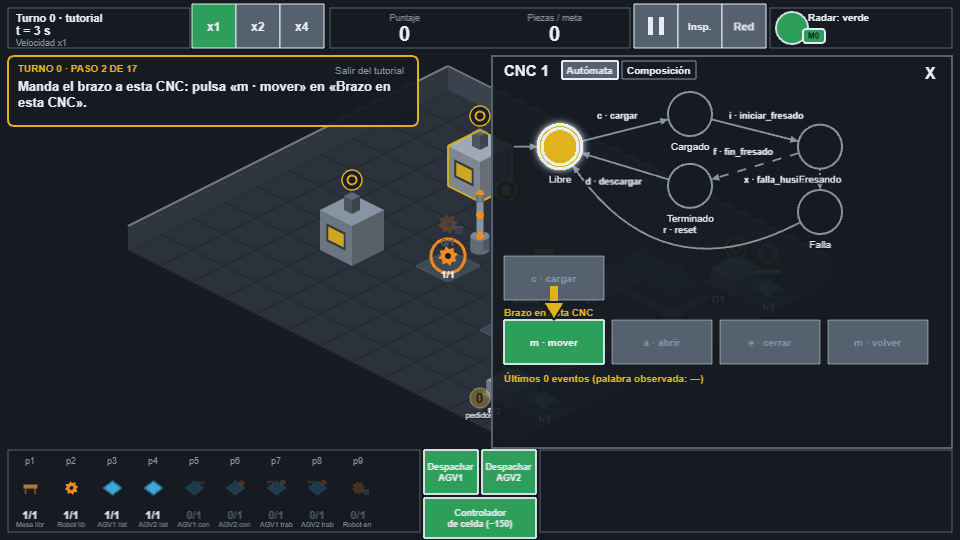 Turno 0 · tutorial
t = 3 s
Velocidad x1
x1
x2
x4
Puntaje
0
Piezas / meta
0
Insp.
Red
Radar: verde
M0
TURNO 0 · PASO 2 DE 17
Salir del tutorial
Manda el brazo a esta CNC: pulsa «m · mover» en «Brazo en
esta CNC».
CNC 1
Autómata
Composición
X
c · cargar
i · iniciar_fresado
Cargado
f · fin_fresado
Libre
d · descargar
x · falla_husi
Fresando
Terminado
r · reset
Falla
1/1
c · cargar
Brazo en
ta CNC
m · mover
a · abrir
e · cerrar
m · volver
Últimos 0 eventos (palabra observada: —)
0
p1
p2
p3
p4
p5
p6
p7
p8
p9
1/1
1/1
1/1
1/1
0/1
0/1
0/1
0/1
0/1
Mesa libr
Robot lib
AGV1 list
AGV2 list
AGV1 con
AGV2 con
AGV1 trab
AGV2 trab
Robot en
Despachar
AGV1
Despachar
AGV2
Controlador
de celda (−150)